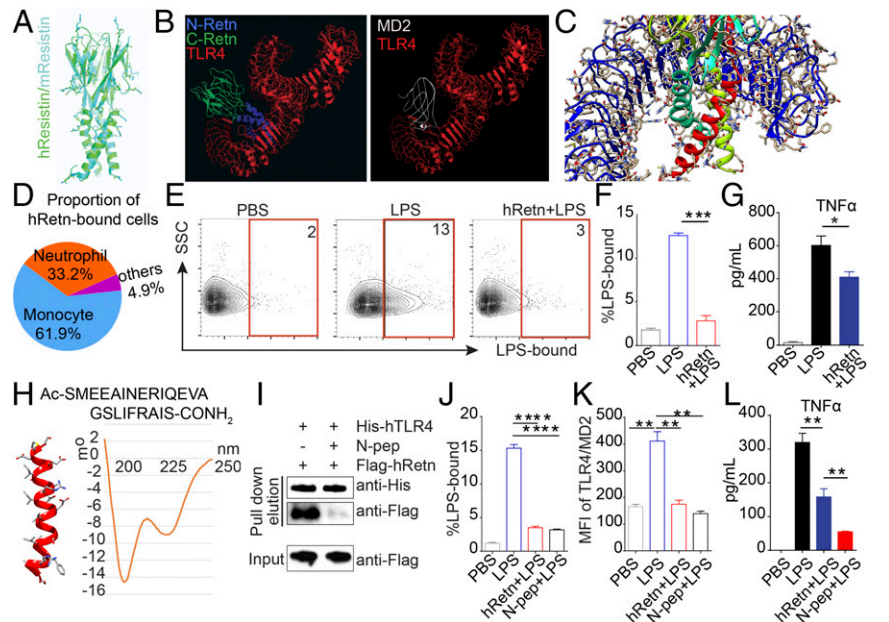 A
hResistin/mResistin
B
N-Retn
C-Retn
TLR4
MD2
TLR4
C
D
Proportion of
hRetn-bound cells
Neutrophil
33.2%
others
4.9%
Monocyte
61.9%
E
PBS
LPS
hRetn+LPS
2
13
3
SSC
LPS-bound
F
%LPS-bound
15
10
5
0
***
PBS
LPS
hRetn
+LPS
G
TNFα
pg/mL
800
600
400
200
0
*
PBS
LPS
hRetn
+LPS
H
Ac-SMEEAINERIQEVA
GSLIFRAIS-CONH2
mo
2
0
-2
-4
-6
-8
-10
-12
-14
-16
200
225
250
nm
I
+ + His-hTLR4
- + N-pep
+ + Flag-hRetn
Pull down
elution
anti-His
anti-Flag
Input
anti-Flag
J
%LPS-bound
20
15
10
5
0
****
****
PBS
LPS
hRetn+LPS
N-pep+LPS
K
MFI of TLR4/MD2
500
400
300
200
100
0
**
**
**
PBS
LPS
hRetn+LPS
N-pep+LPS
L
TNFα
pg/mL
400
300
200
100
0
**
**
PBS
LPS
hRetn+LPS
N-pep+LPS